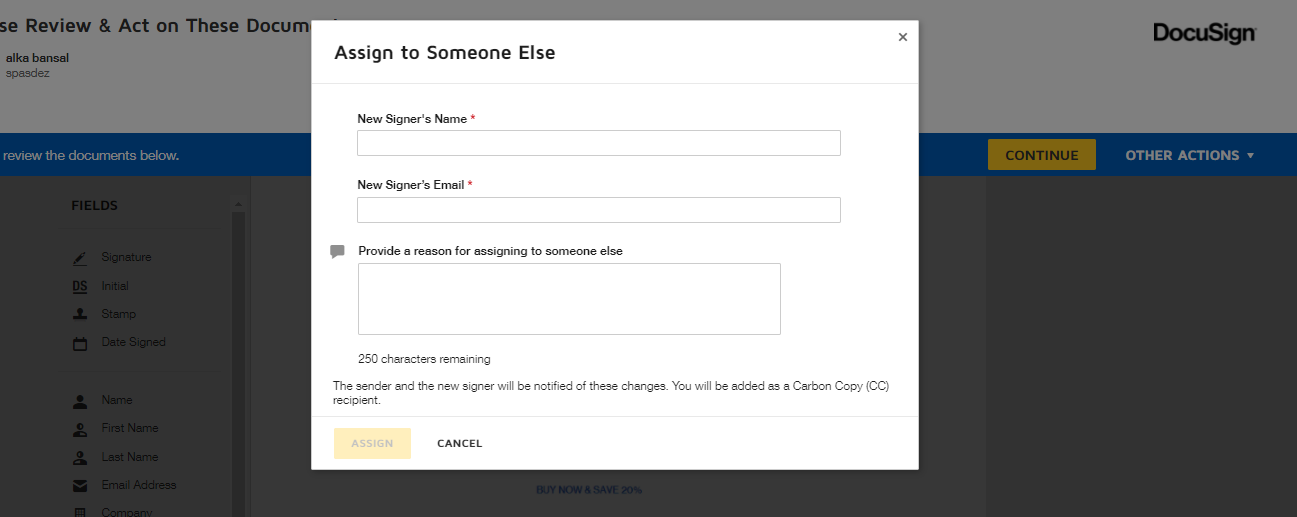 se Review & Act on These Docum
DocuSign
alka bansal
spasdez
review the documents below.
CONTINUE
OTHER ACTIONS
FIELDS
Signature
DS Initial
Stamp
Date Signed
Name
First Name
Last Name
Email Address
Company
Assign to Someone Else
New Signer's Name *
New Signer's Email *
Provide a reason for assigning to someone else
250 characters remaining
The sender and the new signer will be notified of these changes. You will be added as a Carbon Copy (CC)
recipient.
ASSIGN
CANCEL
BUY NOW & SAVE 20%